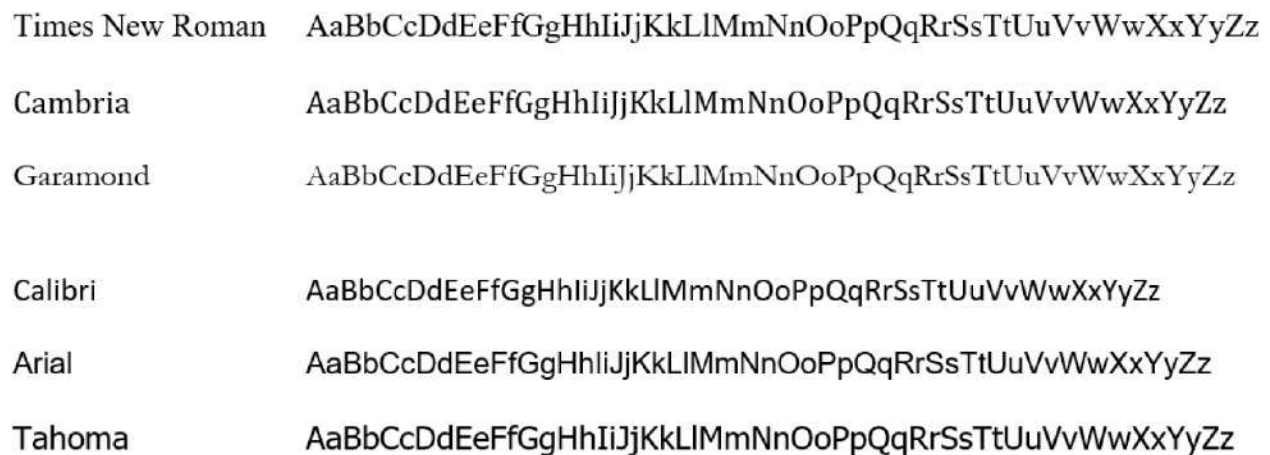 Times New Roman AaBbCcDdEeFfGgHhIiJjKkLlMmNnOoPpQqRrSsTtUuVvWwXxYyZz
Cambria AaBbCcDdEeFfGgHhIiJjKkLlMmNnOoPpQqRrSsTtUuVvWwXxYyZz
Garamond AaBbCcDdEeFfGgHhIiJjKkLlMmNnOoPpQqRrSsTtUuVvWwXxYyZz
Calibri AaBbCcDdEeFfGgHhIiJjKkLlMmNnOoPpQqRrSsTtUuVvWwXxYyZz
Arial AaBbCcDdEeFfGgHhIiJjKkLlMmNnOoPpQqRrSsTtUuVvWwXxYyZz
Tahoma AaBbCcDdEeFfGgHhIiJjKkLlMmNnOoPpQqRrSsTtUuVvWwXxYyZz